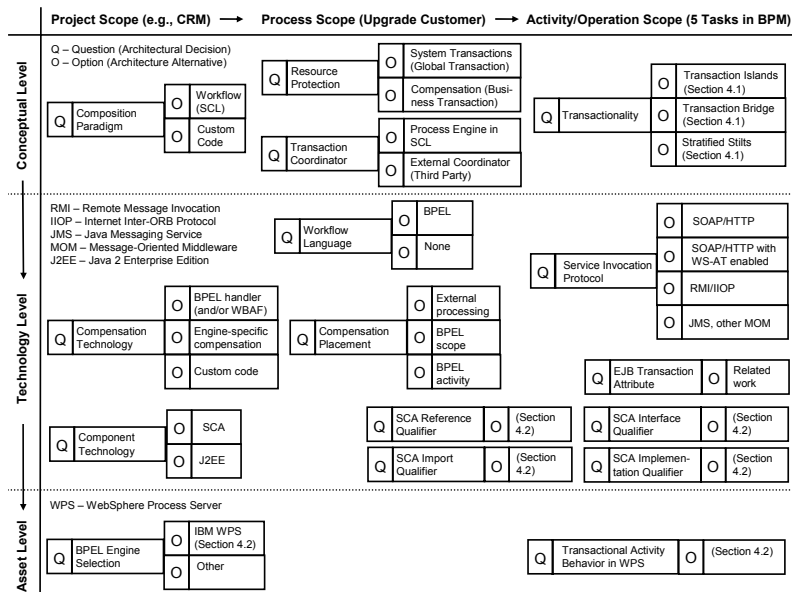 Project Scope (e.g., CRM)
Process Scope (Upgrade Customer)
Activity/Operation Scope (5 Tasks in BPM)
Conceptual Level
Q – Question (Architectural Decision)
O – Option (Architecture Alternative)
Q
Composition
Paradigm
O
Workflow
(SCL)
O
Custom
Code
Q
Resource
Protection
O
System Transactions
(Global Transaction)
O
Compensation (Busi-
ness Transaction)
Q
Transaction
Coordinator
O
Process Engine in
SCL
O
External Coordinator
(Third Party)
Q
Transactionality
O
Transaction Islands
(Section 4.1)
O
Transaction Bridge
(Section 4.1)
O
Stratified Stilts
(Section 4.1)
Technology Level
RMI – Remote Message Invocation
IIOP – Internet Inter-ORB Protocol
JMS – Java Messaging Service
MOM – Message-Oriented Middleware
J2EE – Java 2 Enterprise Edition
Q
Workflow
Language
O
BPEL
O
None
Q
Service Invocation
Protocol
O
SOAP/HTTP
O
SOAP/HTTP with
WS-AT enabled
O
RMI/IIOP
O
JMS, other MOM
Q
Compensation
Technology
O
BPEL handler
(and/or WBAF)
O
Engine-specific
compensation
O
Custom code
Q
Compensation
Placement
O
External
processing
O
BPEL
scope
O
BPEL
activity
Q
EJB Transaction
Attribute
O
Related
work
Q
Component
Technology
O
SCA
O
J2EE
Q
SCA Reference
Qualifier
O
(Section
4.2)
Q
SCA Import
Qualifier
O
(Section
4.2)
Q
SCA Interface
Qualifier
O
(Section
4.2)
Q
SCA Implemen-
tation Qualifier
O
(Section
4.2)
Asset Level
WPS – WebSphere Process Server
Q
BPEL Engine
Selection
O
IBM WPS
(Section 4.2)
O
Other
Q
Transactional Activity
Behavior in WPS
O
(Section 4.2)